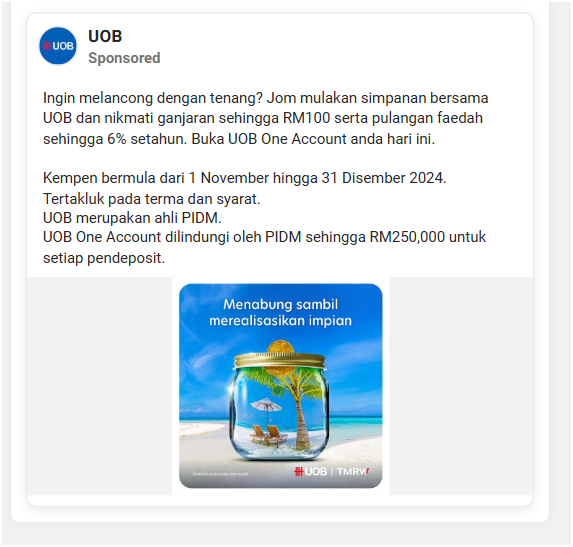 UOB
UOB
Sponsored
Ingin melancong dengan tenang? Jom mulakan simpanan bersama
UOB dan nikmati ganjaran sehingga RM100 serta pulangan faedah
sehingga 6% setahun. Buka UOB One Account anda hari ini.
Kempen bermula dari 1 November hingga 31 Disember 2024.
Tertakluk pada terma dan syarat.
UOB merupakan ahli PIDM.
UOB One Account dilindungi oleh PIDM sehingga RM250,000 untuk
setiap pendeposit.
Menabung sambil
merealisasikan impian
UOB | TMRW